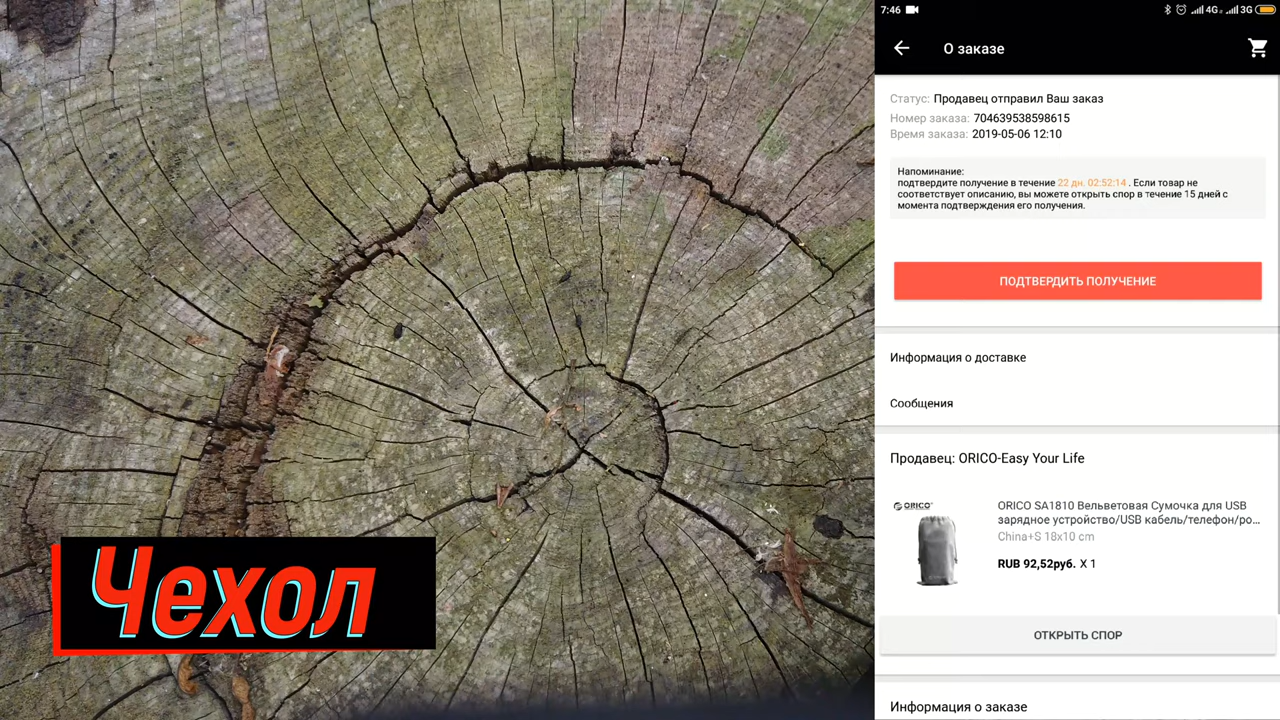 Чехол
7:46
4G
3G
О заказе
Статус: Продавец отправил Ваш заказ
Номер заказа: 704639538598615
Время заказа: 2019-05-06 12:10
Напоминание:
подтвердите получение в течение 22 дн. 02:52:14 . Если товар не
соответствует описанию, вы можете открыть спор в течение 15 дней с
момента подтверждения его получения.
ПОДТВЕРДИТЬ ПОЛУЧЕНИЕ
Информация о доставке
Сообщения
Продавец: ORICO-Easy Your Life
ORICO
ORICO SA1810 Вельветовая Сумочка для USB
зарядное устройство/USB кабель/телефон/po...
China+S 18x10 cm
RUB 92,52руб. X 1
ОТКРЫТЬ СПОР
Информация о заказе